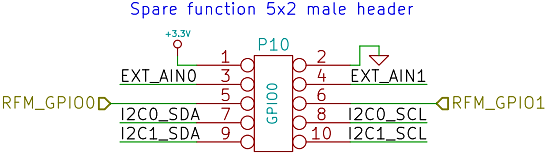 Spare function 5x2 male header
+3.3V
P10
1 2
EXT_AIN0 3 4 EXT_AIN1
RFM_GPIO0 5 6 RFM_GPIO1
GPIO0
I2C0_SDA 7 8 I2C0_SCL
I2C1_SDA 9 10 I2C1_SCL